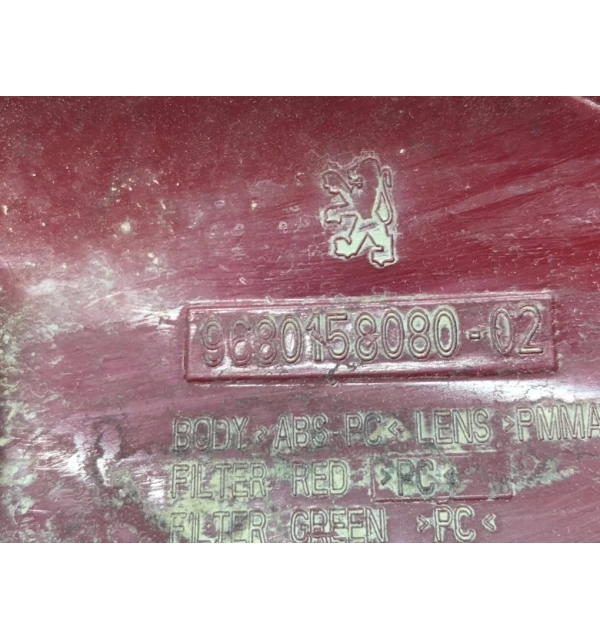 9680158080-02
BODY >ABS-PC< LENS >PMMA
FILTER RED >PC<
FILTER GREEN >PC<